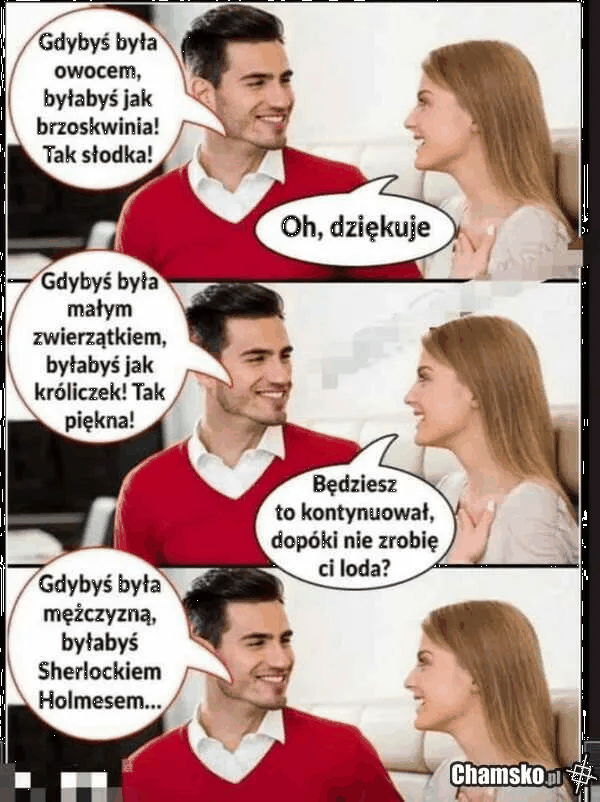 Gdybyś była
owocem,
byłabyś jak
brzoskwinia!
Tak słodka!
Oh, dziękuje
Gdybyś była
małym
zwierzątkiem,
byłabyś jak
króliczek! Tak
piękna!
Będziesz
to kontynuował,
dopóki nie zrobię
ci loda?
Gdybyś była
mężczyzną,
byłabyś
Sherlockiem
Holmesem...
Chamsko.pl